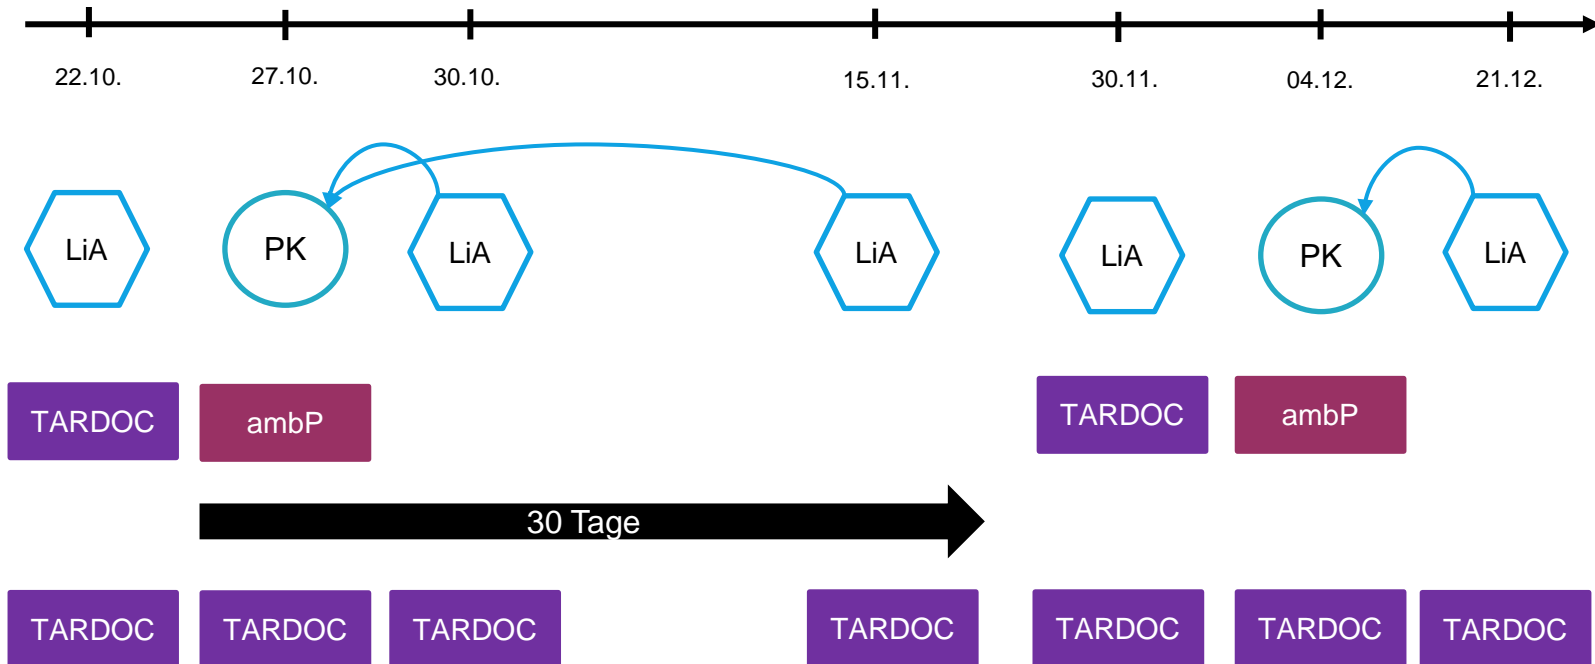 22.10. 27.10. 30.10. 15.11. 30.11. 04.12. 21.12.
LiA PK LiA LiA LiA PK LiA
TARDOC ambP TARDOC ambP
30 Tage
TARDOC TARDOC TARDOC TARDOC TARDOC TARDOC TARDOC